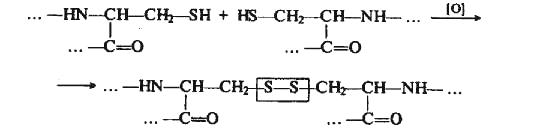 ... —HN—CH—CH₂—SH + HS—CH₂—CH—NH—... [O]
... —C=O ... —C=O
... —HN—CH—CH₂—S—S—CH₂—CH—NH—...
... —C=O ... —C=O